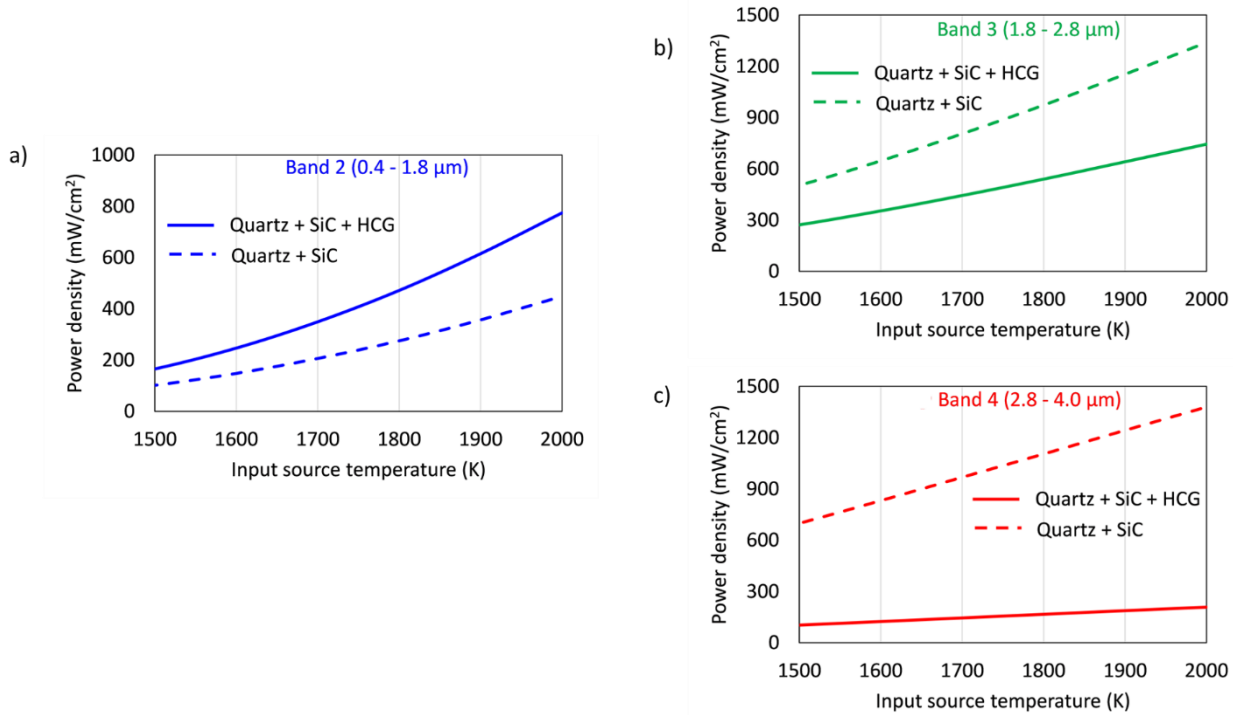 a)
Band 2 (0.4 - 1.8 µm)
Power density (mW/cm²)
1000
800
600
400
200
0
Quartz + SiC + HCG
Quartz + SiC
1500 1600 1700 1800 1900 2000
Input source temperature (K)
b)
Band 3 (1.8 - 2.8 µm)
Power density (mW/cm²)
1500
1200
900
600
300
0
Quartz + SiC + HCG
Quartz + SiC
1500 1600 1700 1800 1900 2000
Input source temperature (K)
c)
Band 4 (2.8 - 4.0 µm)
Power density (mW/cm²)
1500
1200
900
600
300
0
Quartz + SiC + HCG
Quartz + SiC
1500 1600 1700 1800 1900 2000
Input source temperature (K)